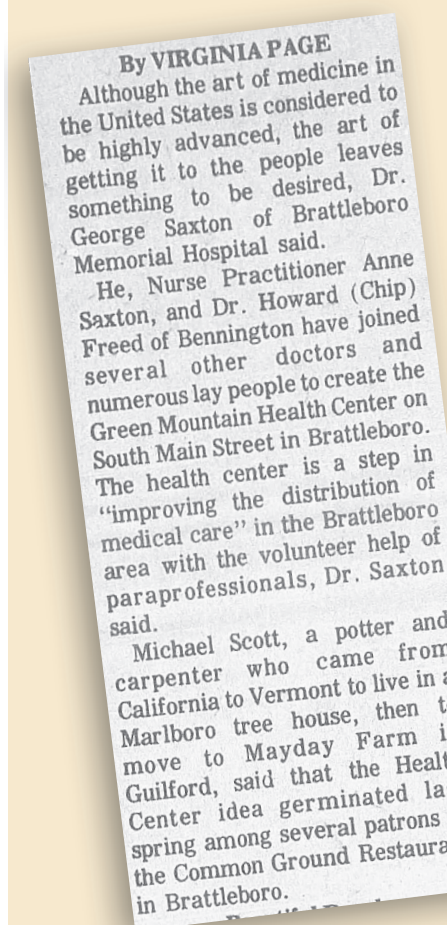 By VIRGINIA PAGE
Although the art of medicine in
the United States is considered to
be highly advanced, the art of
getting it to the people leaves
something to be desired, Dr.
George Saxton of Brattleboro
Memorial Hospital said.
He, Nurse Practitioner Anne
Saxton, and Dr. Howard (Chip)
Freed of Bennington have joined
several other doctors and
numerous lay people to create the
Green Mountain Health Center on
South Main Street in Brattleboro.
The health center is a step in
“improving the distribution of
medical care” in the Brattleboro
area with the volunteer help of
paraprofessionals, Dr. Saxton
said.
Michael Scott, a potter and
carpenter who came from
California to Vermont to live in a
Marlboro tree house, then t
move to Mayday Farm i
Guilford, said that the Healt
Center idea germinated la
spring among several patrons
the Common Ground Restaura
in Brattleboro.